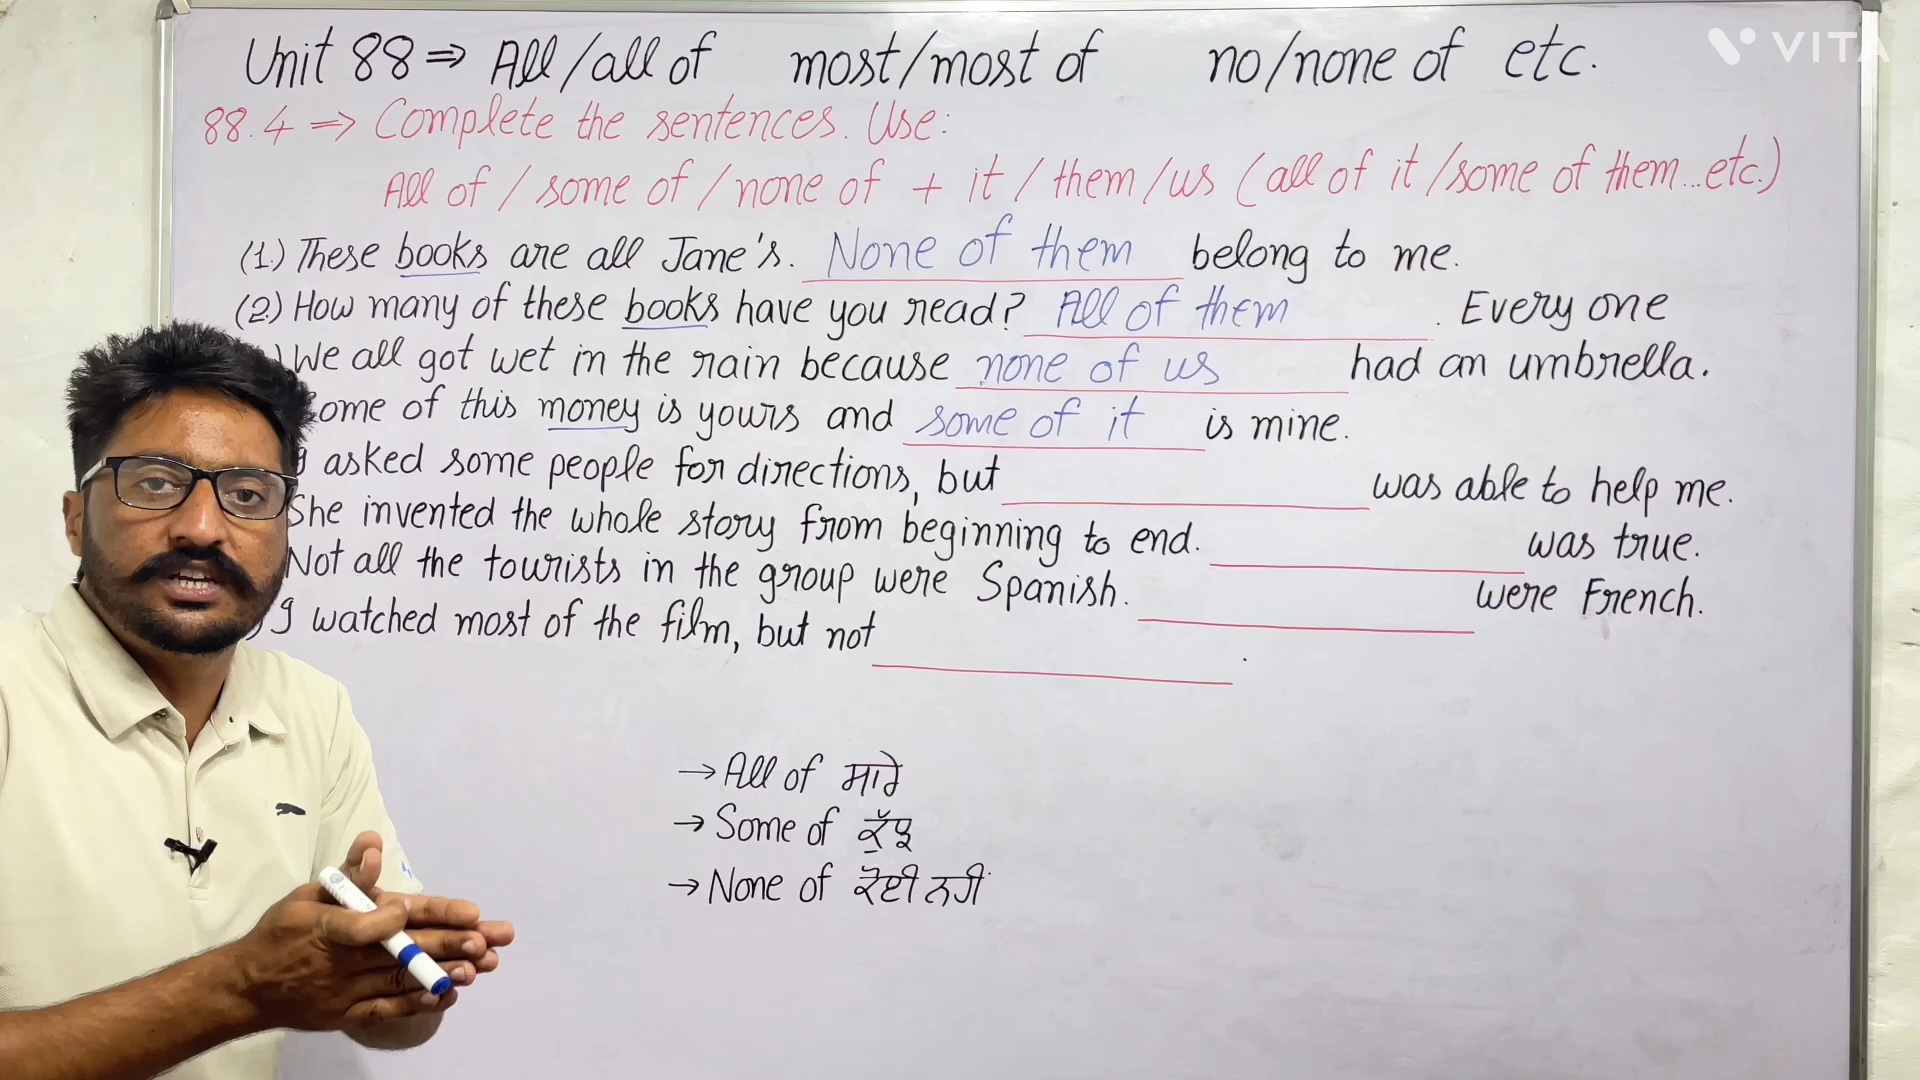 Unit 88 ⇒ All/all of most/most of no/none of etc.
VITA
88.4 ⇒ Complete the sentences. Use:
All of / some of / none of + it / them / us (all of it / some of them...etc.)
(1.) These books are all Jane's. None of them belong to me.
(2.) How many of these books have you read? All of them. Every one
) We all got wet in the rain because none of us had an umbrella.
ome of this money is yours and some of it is mine.
I asked some people for directions, but ____ was able to help me.
She invented the whole story from beginning to end. ____ was true.
Not all the tourists in the group were Spanish. ____ were French.
) I watched most of the film, but not ____.
→ All of ਸਾਰੇ
→ Some of ਕੁੱਝ
→ None of ਕੋਈ ਨਹੀਂ